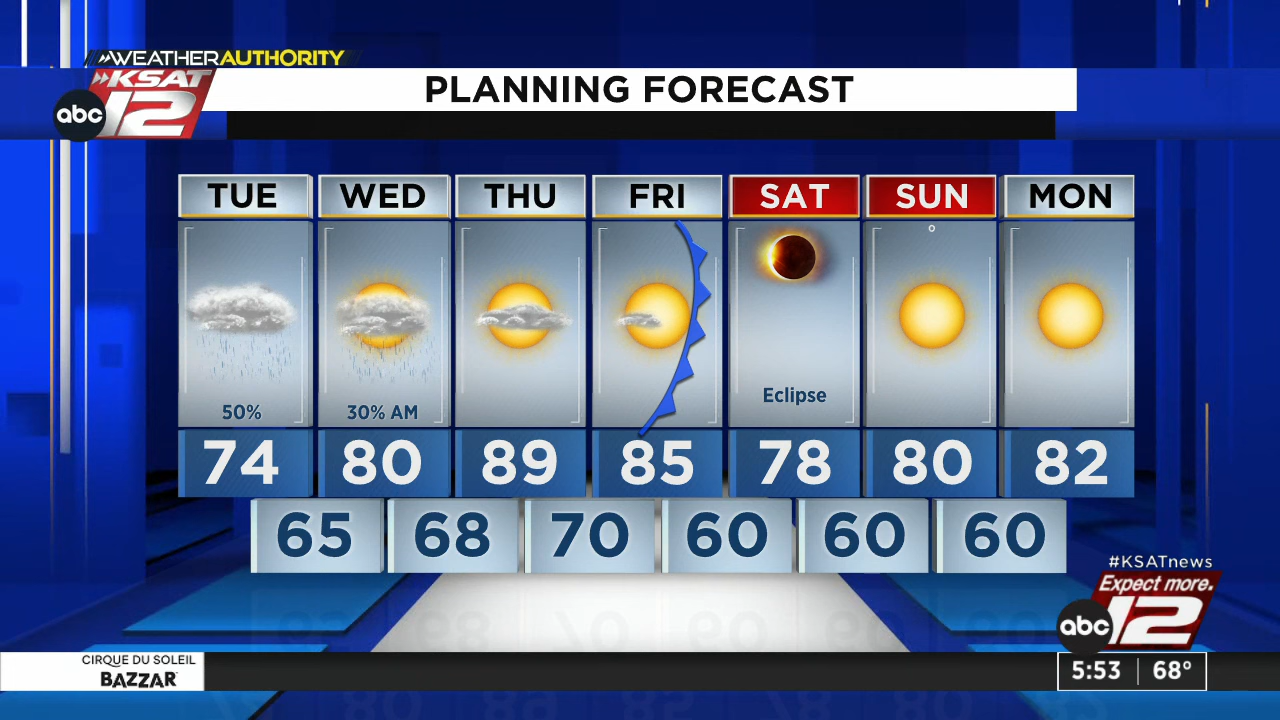 WEATHERAUTHORITY
KSAT
abc 12
PLANNING FORECAST
TUE WED THU FRI SAT SUN MON
°
Eclipse
50% 30% AM
74 80 89 85 78 80 82
65 68 70 60 60 60
#KSATnews
Expect more.
abc 12
CIRQUE DU SOLEIL
BAZZAR
5:53 68°